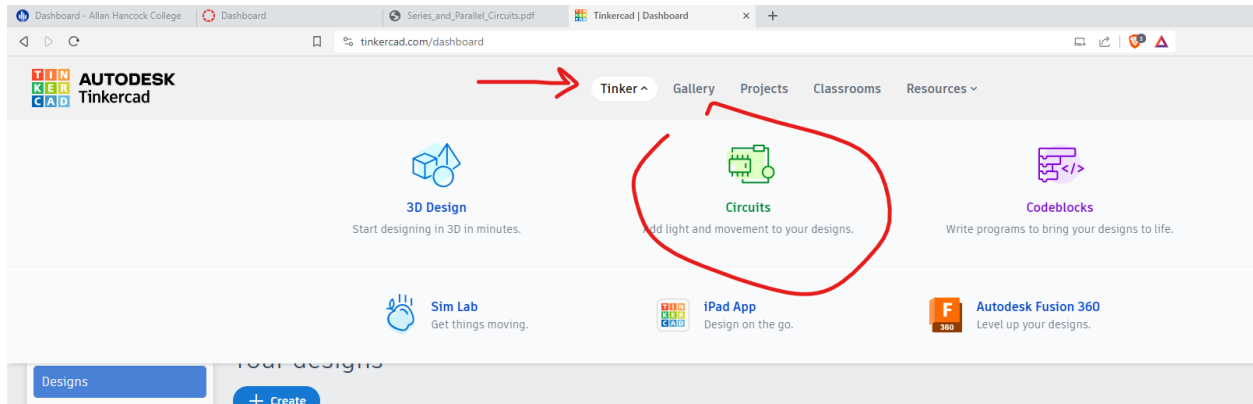 Dashboard - Allan Hancock College
Dashboard
Series_and_Parallel_Circuits.pdf
Tinkercad | Dashboard
tinkercad.com/dashboard
3
TIN
KER
CAD
AUTODESK
Tinkercad
Tinker
Gallery
Projects
Classrooms
Resources
3D Design
Start designing in 3D in minutes.
Circuits
Add light and movement to your designs.
</>
Codeblocks
Write programs to bring your designs to life.
Sim Lab
Get things moving.
TIN
KER
CAD
iPad App
Design on the go.
F
360
Autodesk Fusion 360
Level up your designs.
Your designs
Designs
+ Create